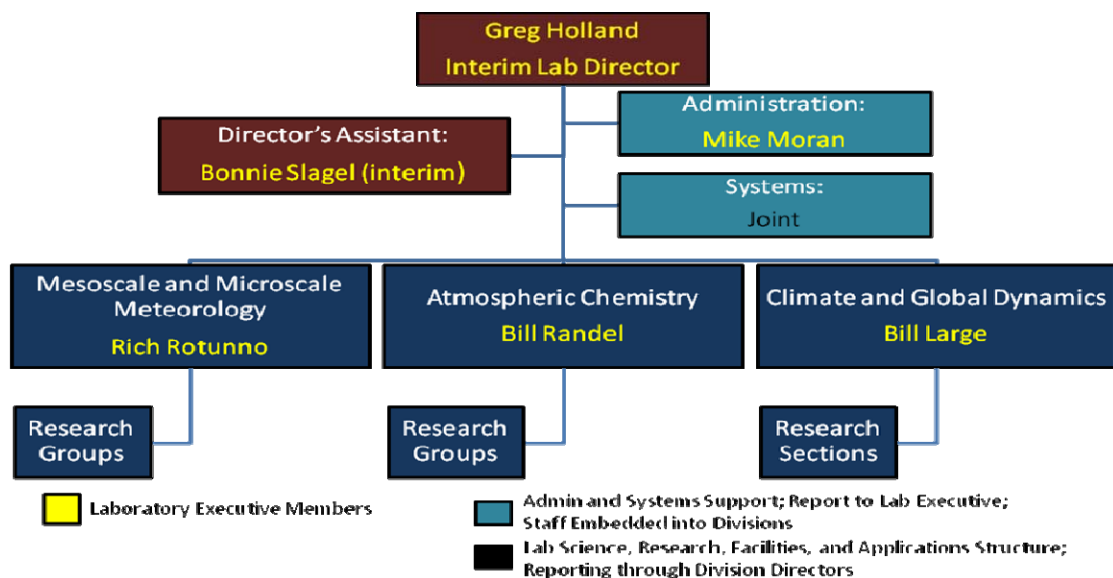 Greg Holland
Interim Lab Director
Administration:
Mike Moran
Director's Assistant:
Bonnie Slagel (interim)
Systems:
Joint
Mesoscale and Microscale
Meteorology
Rich Rotunno
Atmospheric Chemistry
Bill Randel
Climate and Global Dynamics
Bill Large
Research
Groups
Research
Groups
Research
Sections
Laboratory Executive Members
Admin and Systems Support; Report to Lab Executive;
Staff Embedded into Divisions
Lab Science, Research, Facilities, and Applications Structure;
Reporting through Division Directors